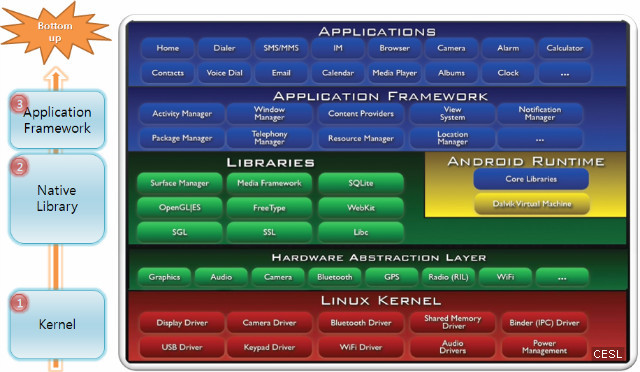 Bottom
up
3
Application
Framework
2
Native
Library
1
Kernel
APPLICATIONS
Home Dialer SMS/MMS IM Browser Camera Alarm Calculator
Contacts Voice Dial Email Calendar Media Player Albums Clock ...
APPLICATION FRAMEWORK
Activity Manager Window Manager Content Providers View System Notification Manager
Package Manager Telephony Manager Resource Manager Location Manager ...
LIBRARIES
Surface Manager Media Framework SQLite
OpenGL|ES FreeType WebKit
SGL SSL Libc
ANDROID RUNTIME
Core Libraries
Dalvik Virtual Machine
HARDWARE ABSTRACTION LAYER
Graphics Audio Camera Bluetooth GPS Radio (RIL) WiFi ...
LINUX KERNEL
Display Driver Camera Driver Bluetooth Driver Shared Memory Driver Binder (IPC) Driver
USB Driver Keypad Driver WiFi Driver Audio Drivers Power Management
CESL